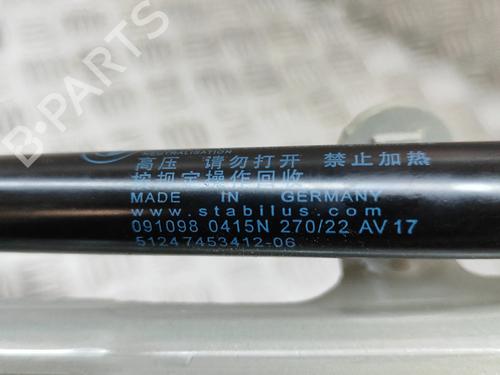 B-PARTS
NEUTRALISATION
高压 请勿打开 禁止加热
按规定操作回收
MADE IN GERMANY
www.stabilus.com
091098 0415N 270/22 AV 17
51247453412-06